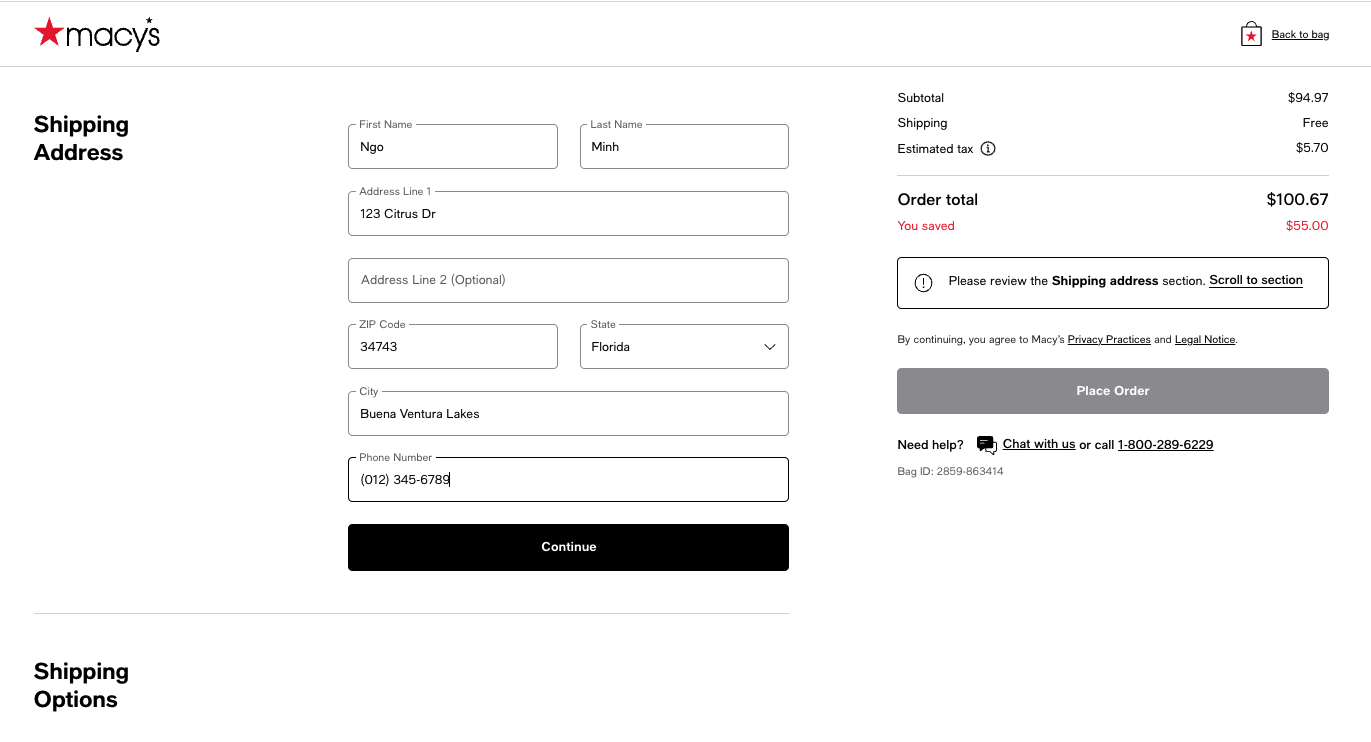 macy's
Back to bag
Shipping
Address
First Name
Ngo
Last Name
Minh
Address Line 1
123 Citrus Dr
Address Line 2 (Optional)
ZIP Code
34743
State
Florida
City
Buena Ventura Lakes
Phone Number
(012) 345-6789
Continue
Shipping
Options
Subtotal $94.97
Shipping Free
Estimated tax $5.70
Order total $100.67
You saved $55.00
Please review the Shipping address section. Scroll to section
By continuing, you agree to Macy's Privacy Practices and Legal Notice.
Place Order
Need help? Chat with us or call 1-800-289-6229
Bag ID: 2859-863414